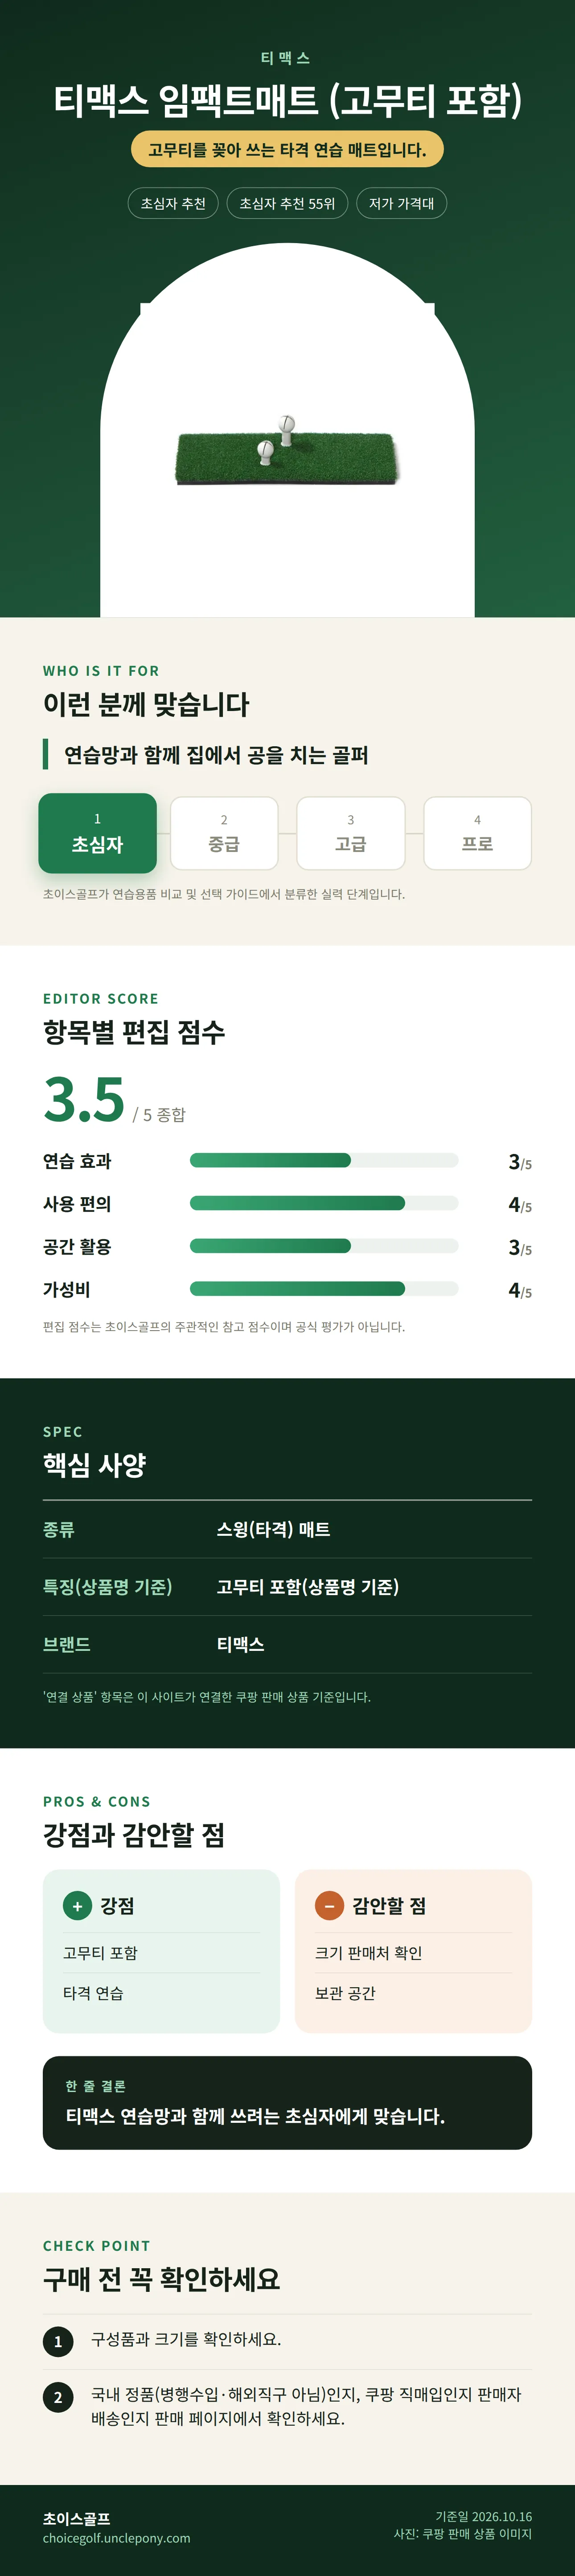 티맥스
티맥스 임팩트매트 (고무티 포함)
고무티를 꽂아 쓰는 타격 연습 매트입니다.
초심자 추천
초심자 추천 55위
저가 가격대
WHO IS IT FOR
이런 분께 맞습니다
연습망과 함께 집에서 공을 치는 골퍼
1
초심자
2
중급
3
고급
4
프로
초이스골프가 연습용품 비교 및 선택 가이드에서 분류한 실력 단계입니다.
EDITOR SCORE
항목별 편집 점수
3.5 / 5 종합
연습 효과 3/5
사용 편의 4/5
공간 활용 3/5
가성비 4/5
편집 점수는 초이스골프의 주관적인 참고 점수이며 공식 평가가 아닙니다.
SPEC
핵심 사양
종류 스윙(타격) 매트
특징(상품명 기준) 고무티 포함(상품명 기준)
브랜드 티맥스
'연결 상품' 항목은 이 사이트가 연결한 쿠팡 판매 상품 기준입니다.
PROS & CONS
강점과 감안할 점
+ 강점
고무티 포함
타격 연습
− 감안할 점
크기 판매처 확인
보관 공간
한 줄 결론
티맥스 연습망과 함께 쓰려는 초심자에게 맞습니다.
CHECK POINT
구매 전 꼭 확인하세요
1 구성품과 크기를 확인하세요.
2 국내 정품(병행수입·해외직구 아님)인지, 쿠팡 직매입인지 판매자
배송인지 판매 페이지에서 확인하세요.
초이스골프
choicegolf.unclepony.com
기준일 2026.10.16
사진: 쿠팡 판매 상품 이미지